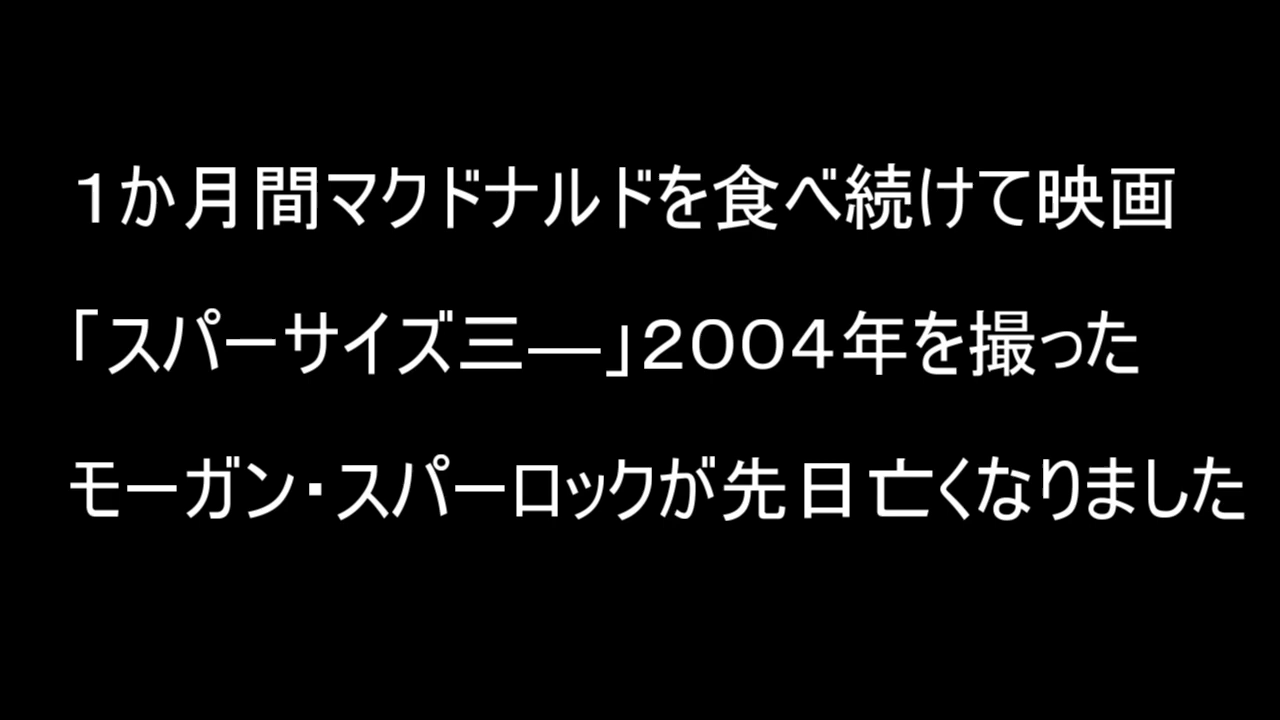 １か月間マクドナルドを食べ続けて映画
「スパーサイズ三―」２００４年を撮った
モーガン・スパーロックが先日亡くなりました